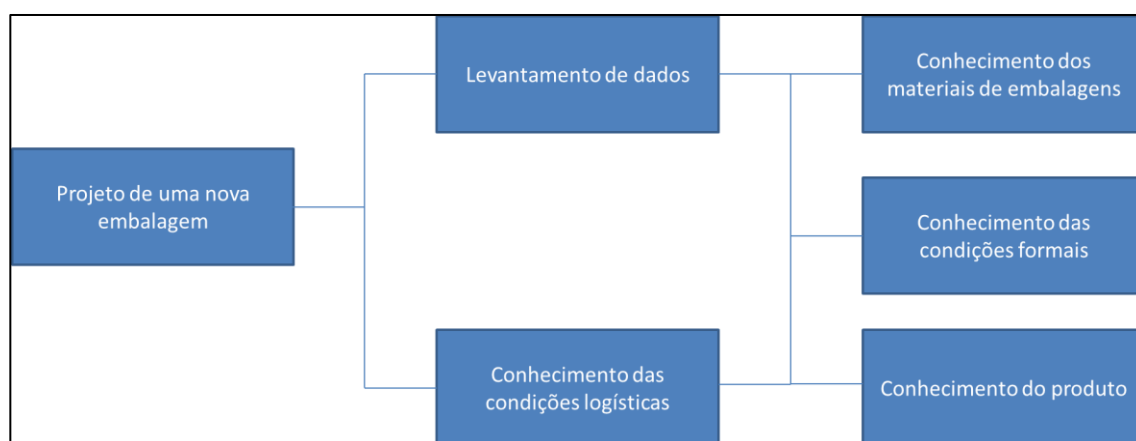 Levantamento de dados
Conhecimento dos
materiais de embalagens
Projeto de uma nova
embalagem
Conhecimento das
condições formais
Conhecimento das
condições logísticas
Conhecimento do produto